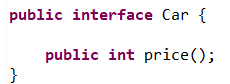 public interface Car {
public int price();
}